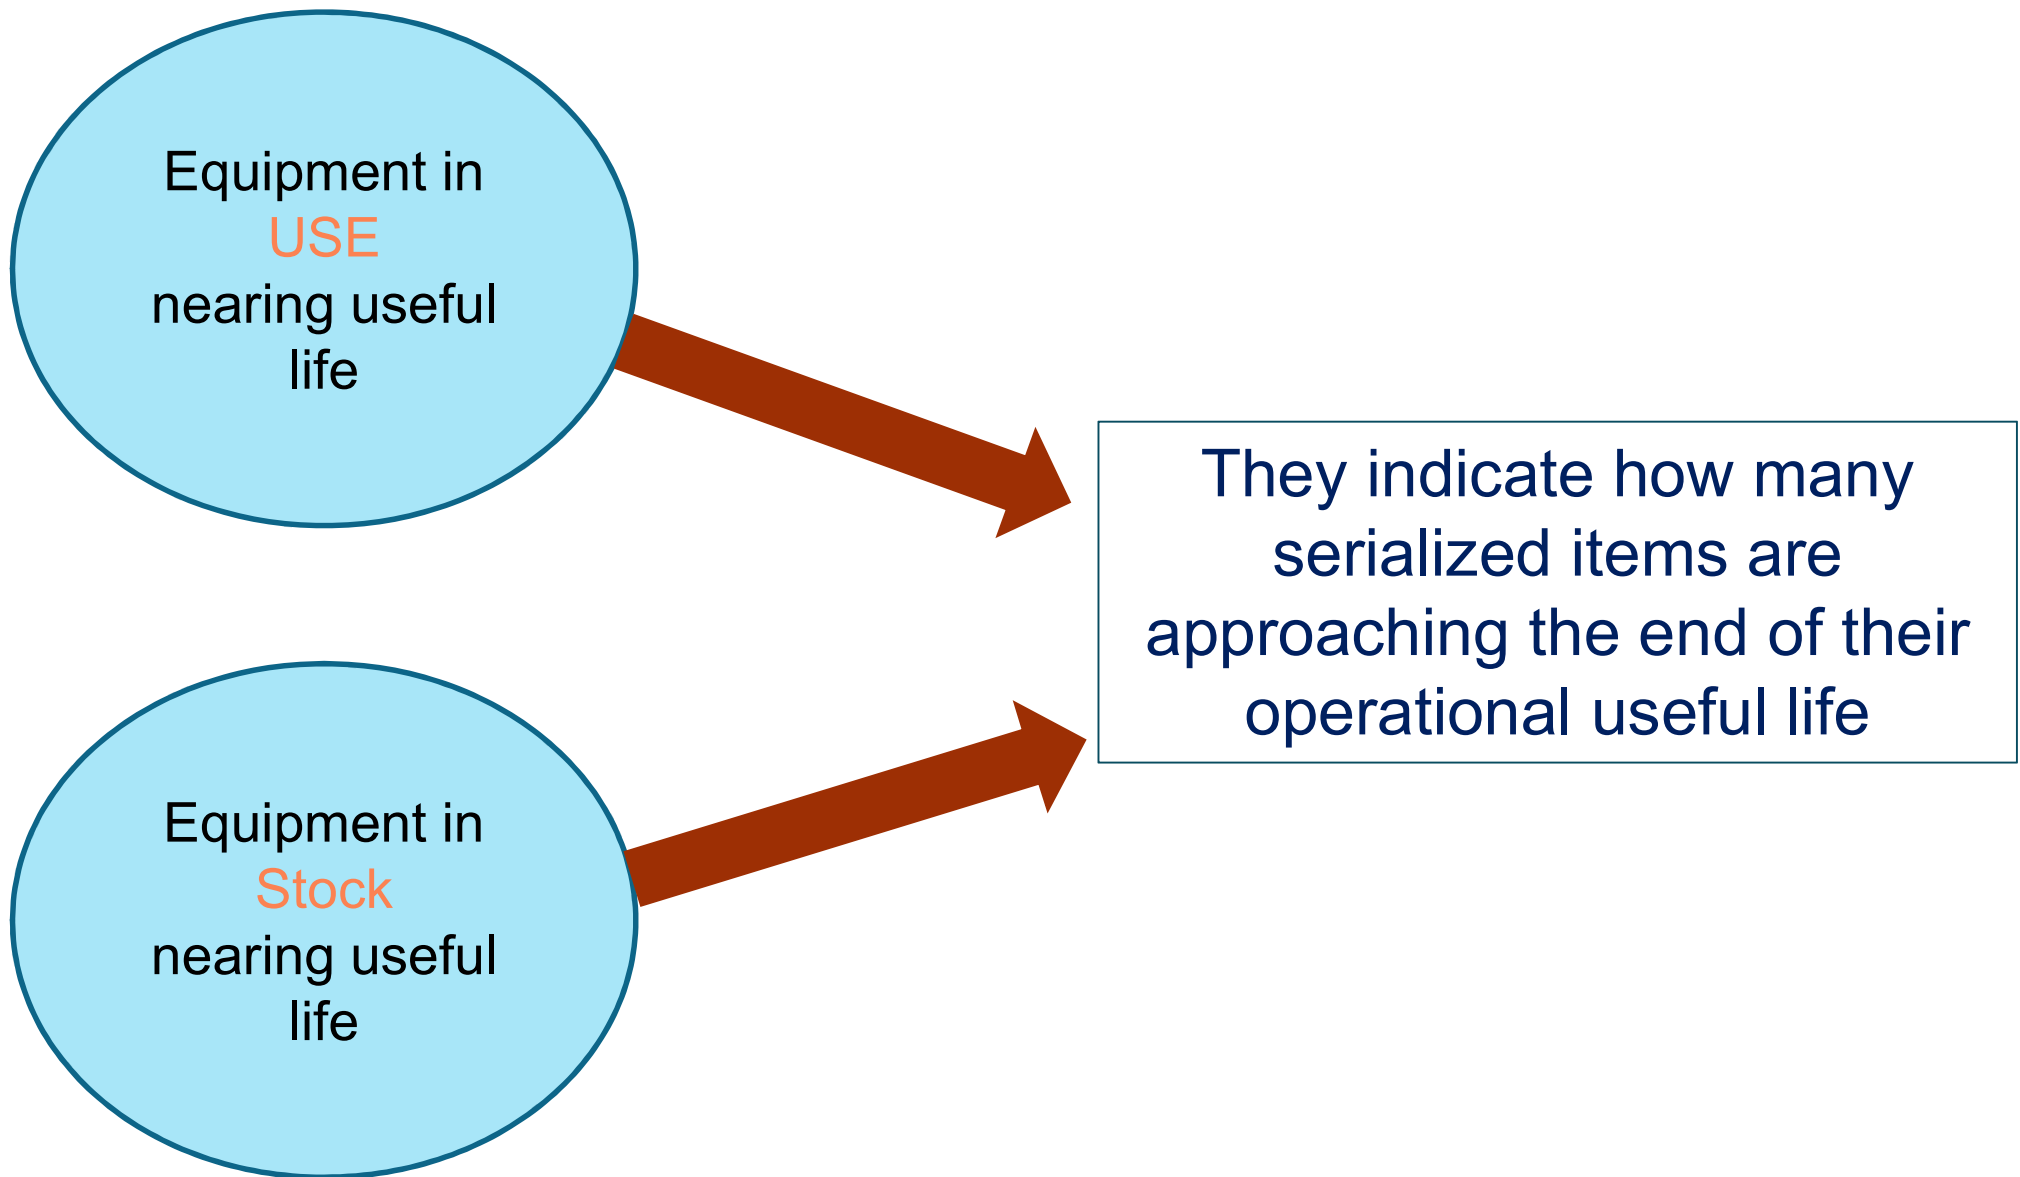 Equipment in
USE
nearing useful
life
They indicate how many
serialized items are
approaching the end of their
operational useful life
Equipment in
Stock
nearing useful
life